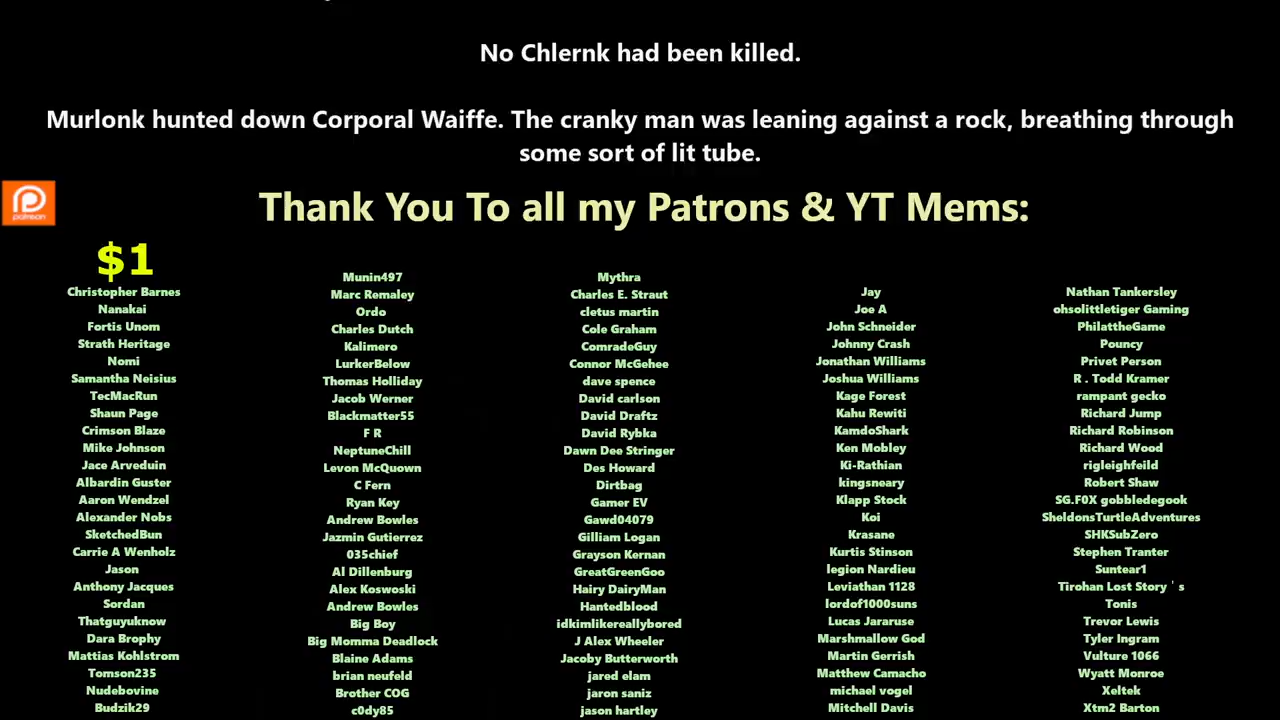 No Chlernk had been killed.
Murlonk hunted down Corporal Waiffe. The cranky man was leaning against a rock, breathing through
some sort of lit tube.
patreon
Thank You To all my Patrons & YT Mems:
$1
Christopher Barnes
Nanakai
Fortis Unom
Strath Heritage
Nomi
Samantha Neisius
TecMacRun
Shaun Page
Crimson Blaze
Mike Johnson
Jace Arveduin
Albardin Guster
Aaron Wendzel
Alexander Nobs
SketchedBun
Carrie A Wenholz
Jason
Anthony Jacques
Sordan
Thatguyuknow
Dara Brophy
Mattias Kohlstrom
Tomson235
Nudebovine
Budzik29
Munin497
Marc Remaley
Ordo
Charles Dutch
Kalimero
LurkerBelow
Thomas Holliday
Jacob Werner
Blackmatter55
F R
NeptuneChill
Levon McQuown
C Fern
Ryan Key
Andrew Bowles
Jazmin Gutierrez
035chief
Al Dillenburg
Alex Koswoski
Andrew Bowles
Big Boy
Big Momma Deadlock
Blaine Adams
brian neufeld
Brother COG
c0dy85
Mythra
Charles E. Straut
cletus martin
Cole Graham
ComradeGuy
Connor McGehee
dave spence
David carlson
David Draftz
David Rybka
Dawn Dee Stringer
Des Howard
Dirtbag
Gamer EV
Gawd04079
Gilliam Logan
Grayson Kernan
GreatGreenGoo
Hairy DairyMan
Hantedblood
idkimlikereallybored
J Alex Wheeler
Jacoby Butterworth
jared elam
jaron saniz
jason hartley
Jay
Joe A
John Schneider
Johnny Crash
Jonathan Williams
Joshua Williams
Kage Forest
Kahu Rewiti
KamdoShark
Ken Mobley
Ki-Rathian
kingsneary
Klapp Stock
Koi
Krasane
Kurtis Stinson
legion Nardieu
Leviathan 1128
lordof1000suns
Lucas Jararuse
Marshmallow God
Martin Gerrish
Matthew Camacho
michael vogel
Mitchell Davis
Nathan Tankersley
ohsolittletiger Gaming
PhilattheGame
Pouncy
Privet Person
R . Todd Kramer
rampant gecko
Richard Jump
Richard Robinson
Richard Wood
rigleighfeild
Robert Shaw
SG.F0X gobbledegook
SheldonsTurtleAdventures
SHKSubZero
Stephen Tranter
Suntear1
Tirohan Lost Story ' s
Tonis
Trevor Lewis
Tyler Ingram
Vulture 1066
Wyatt Monroe
Xeltek
Xtm2 Barton